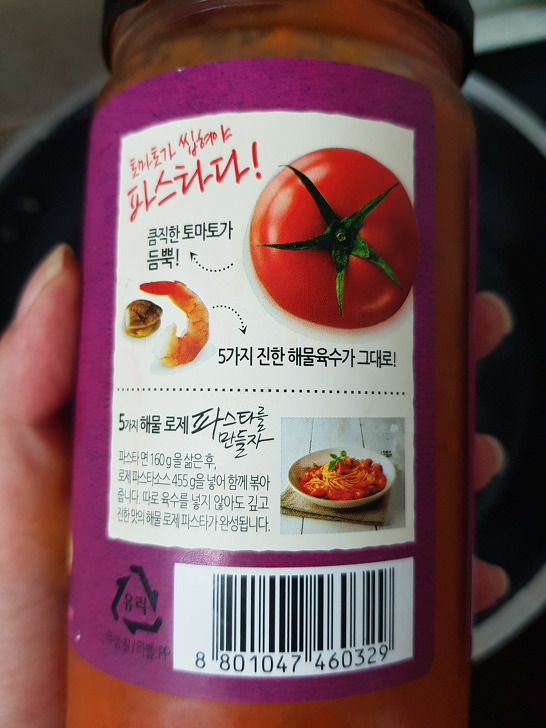 토마토가 씹혀야
파스타다!
큼직한 토마토가
듬뿍!
5가지 진한 해물육수가 그대로!
5가지 해물 로제 파스타를
만들자
파스타 면 160g을 삶은 후,
로제 파스타소스 455g을 넣어 함께 볶아
줍니다. 따로 육수를 넣지 않아도 깊고
진한 맛의 해물 로제 파스타가 완성됩니다.
유리
/라벨:PP
8 801047 460329